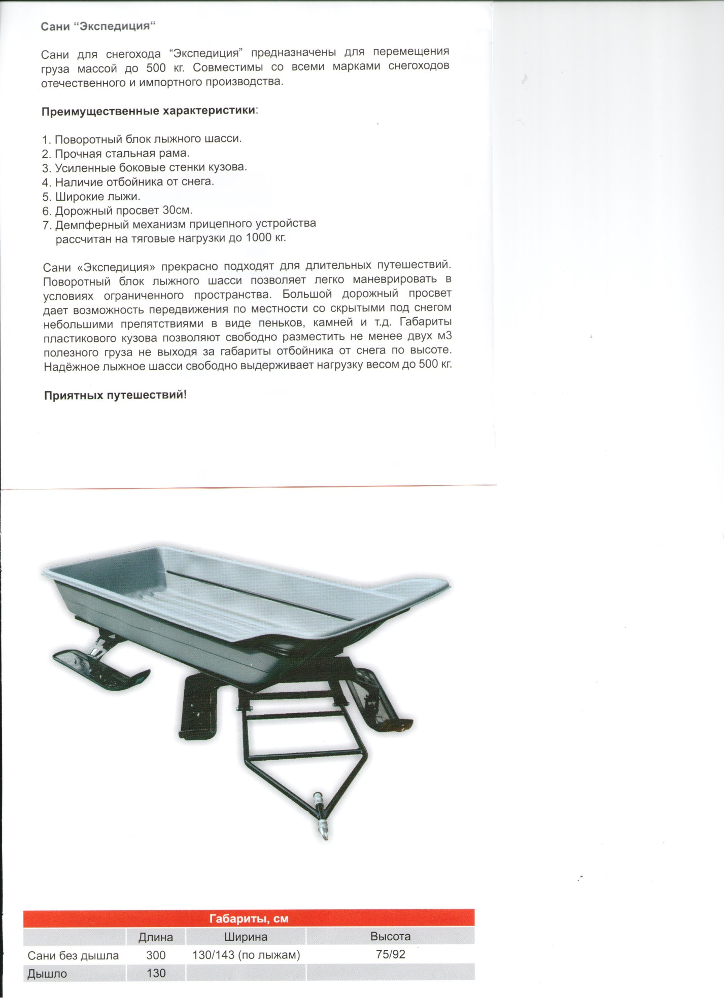 Сани “Экспедиция“
Сани для снегохода “Экспедиция” предназначены для перемещения
груза массой до 500 кг. Совместимы со всеми марками снегоходов
отечественного и импортного производства.
Преимущественные характеристики:
1. Поворотный блок лыжного шасси.
2. Прочная стальная рама.
3. Усиленные боковые стенки кузова.
4. Наличие отбойника от снега.
5. Широкие лыжи.
6. Дорожный просвет 30см.
7. Демпферный механизм прицепного устройства
рассчитан на тяговые нагрузки до 1000 кг.
Сани «Экспедиция» прекрасно подходят для длительных путешествий.
Поворотный блок лыжного шасси позволяет легко маневрировать в
условиях ограниченного пространства. Большой дорожный просвет
дает возможность передвижения по местности со скрытыми под снегом
небольшими препятствиями в виде пеньков, камней и т.д. Габариты
пластикового кузова позволяют свободно разместить не менее двух м3
полезного груза не выходя за габариты отбойника от снега по высоте.
Надёжное лыжное шасси свободно выдерживает нагрузку весом до 500 кг.
Приятных путешествий!
Габариты, см
Длина Ширина Высота
Сани без дышла 300 130/143 (по лыжам) 75/92
Дышло 130